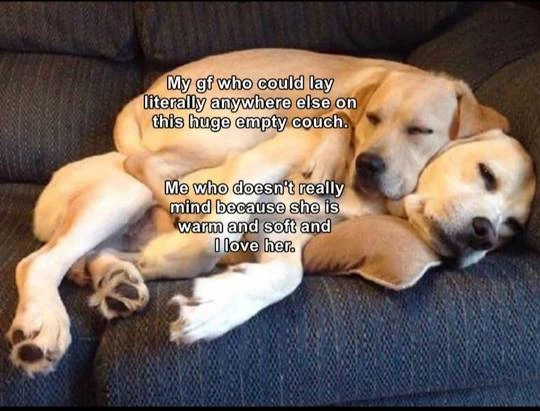 My gf who could lay
literally anywhere else on
this huge empty couch.
Me who doesn't really
mind because she is
warm and soft and
I love her.